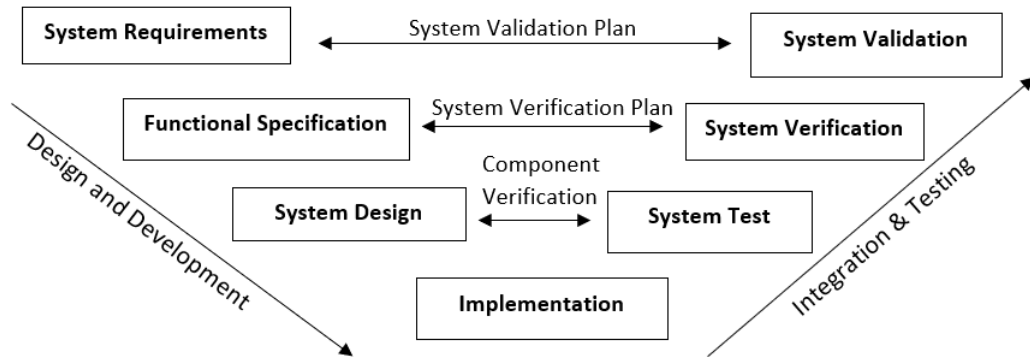 System Requirements
System Validation Plan
System Validation
Functional Specification
System Verification Plan
System Verification
Component
Verification
System Design
System Test
Implementation
Design and Development
Integration & Testing